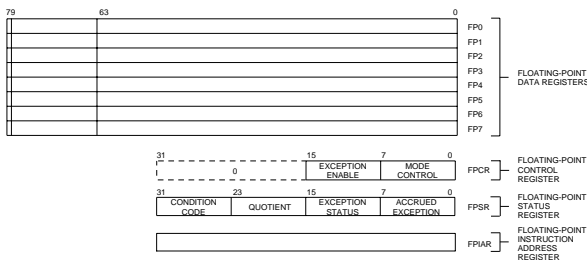 79 63 0
FP0
FP1
FP2
FP3
FP4
FP5
FP6
FP7
FLOATING-POINT
DATA REGISTERS
31 15 7 0
0
EXCEPTION
ENABLE
MODE
CONTROL
FPCR
FLOATING-POINT
CONTROL
REGISTER
31 23 15 7 0
CONDITION
CODE
QUOTIENT
EXCEPTION
STATUS
ACCRUED
EXCEPTION
FPSR
FLOATING-POINT
STATUS
REGISTER
FPIAR
FLOATING-POINT
INSTRUCTION
ADDRESS
REGISTER